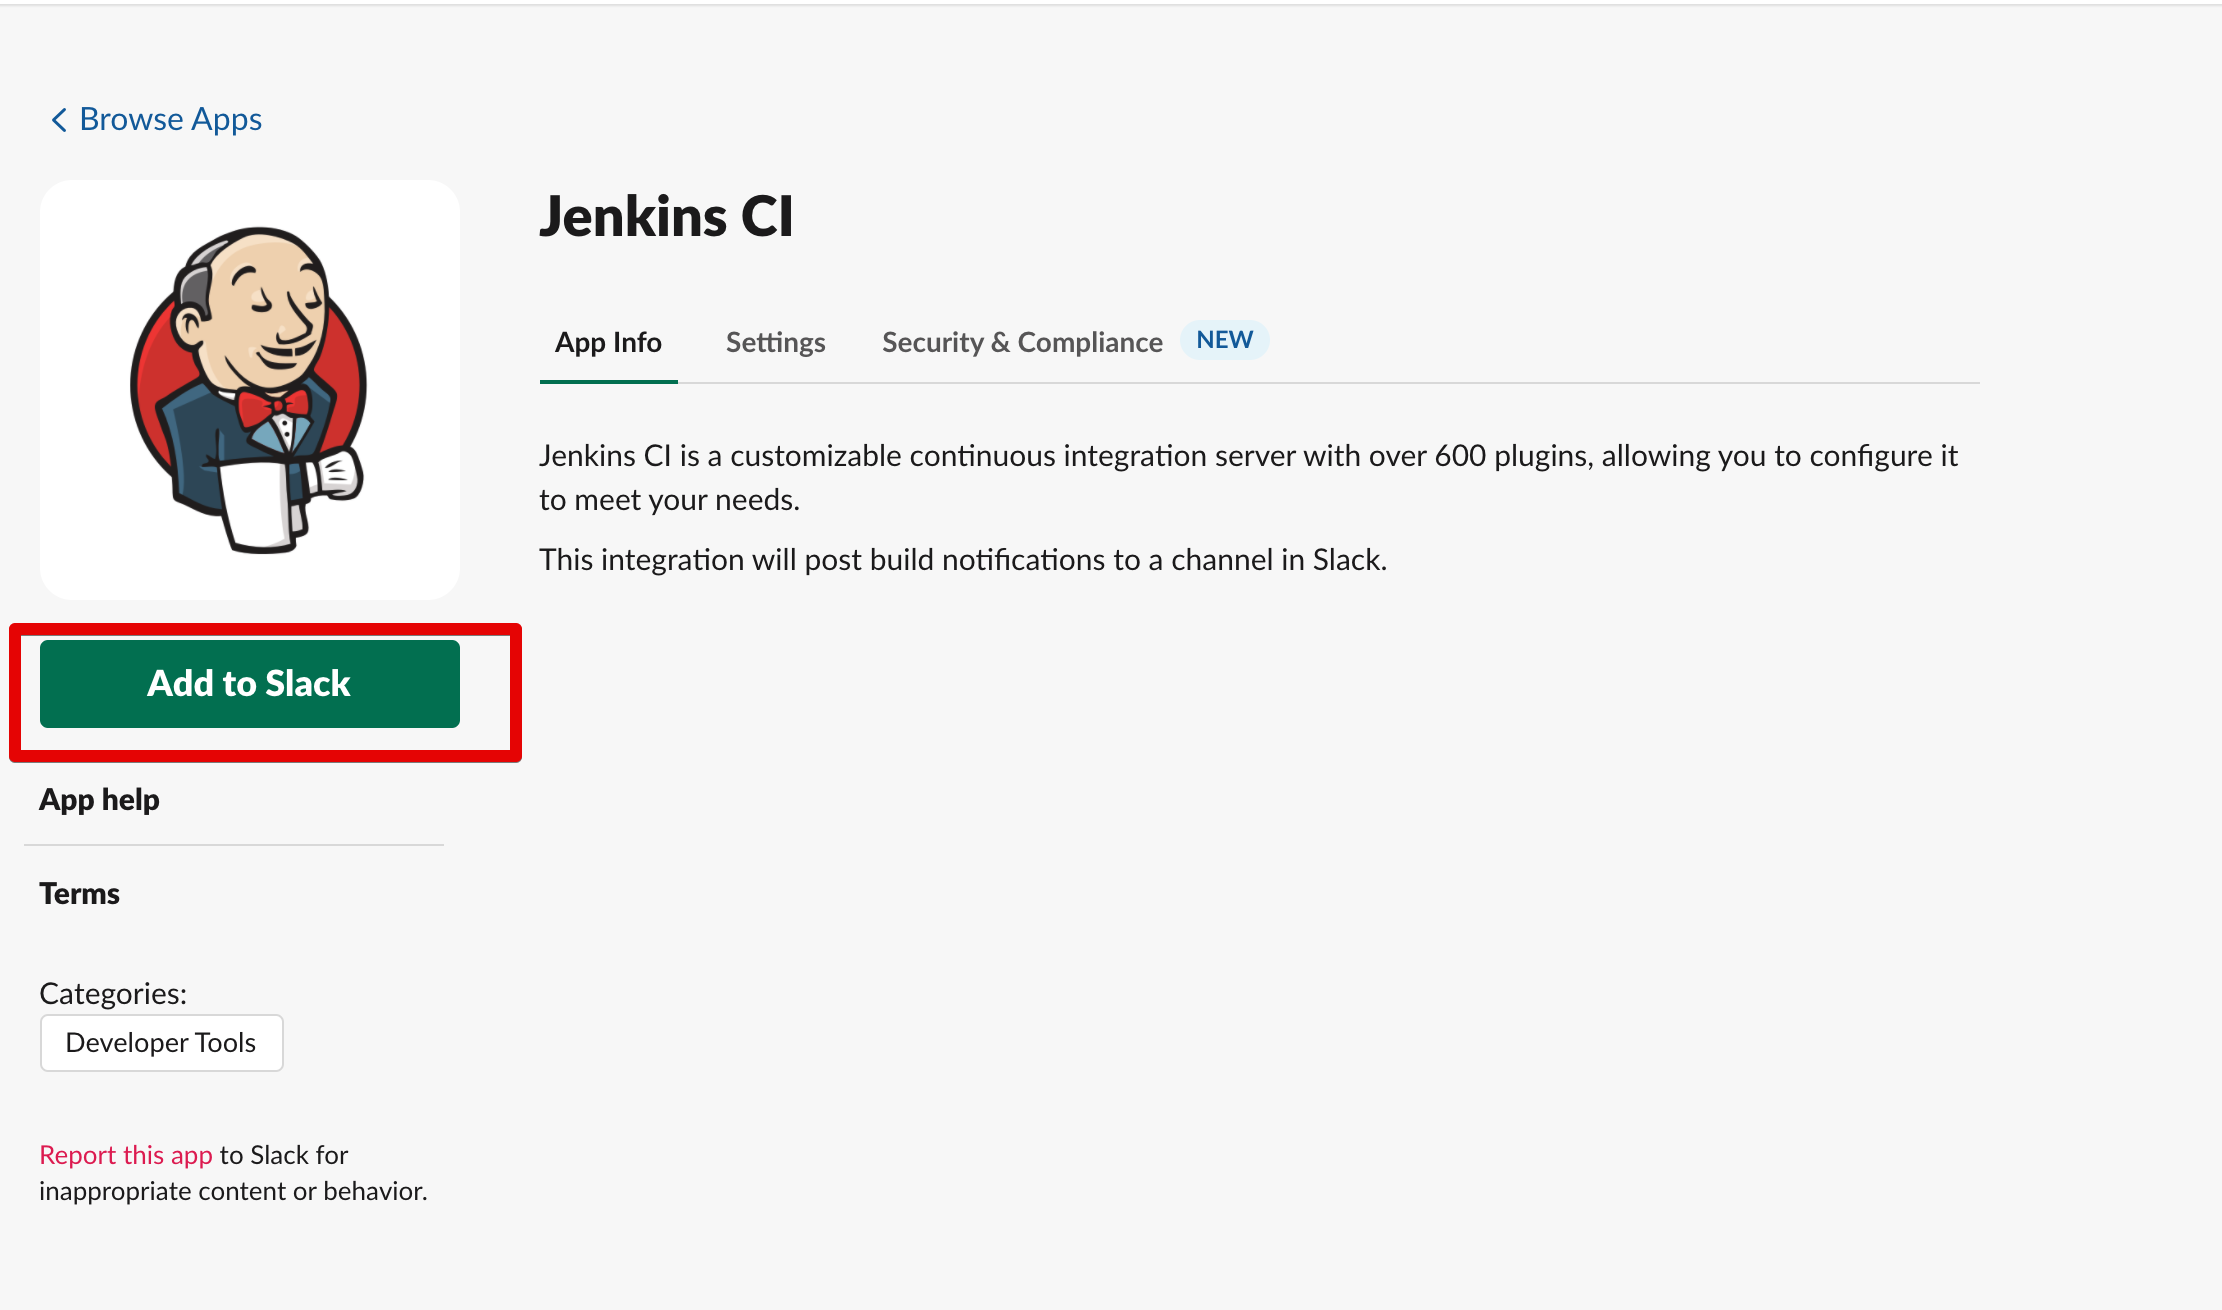 Browse Apps
Jenkins CI
App Info Settings Security & Compliance NEW
Jenkins CI is a customizable continuous integration server with over 600 plugins, allowing you to configure it
to meet your needs.
This integration will post build notifications to a channel in Slack.
Add to Slack
App help
Terms
Categories:
Developer Tools
Report this app to Slack for
inappropriate content or behavior.